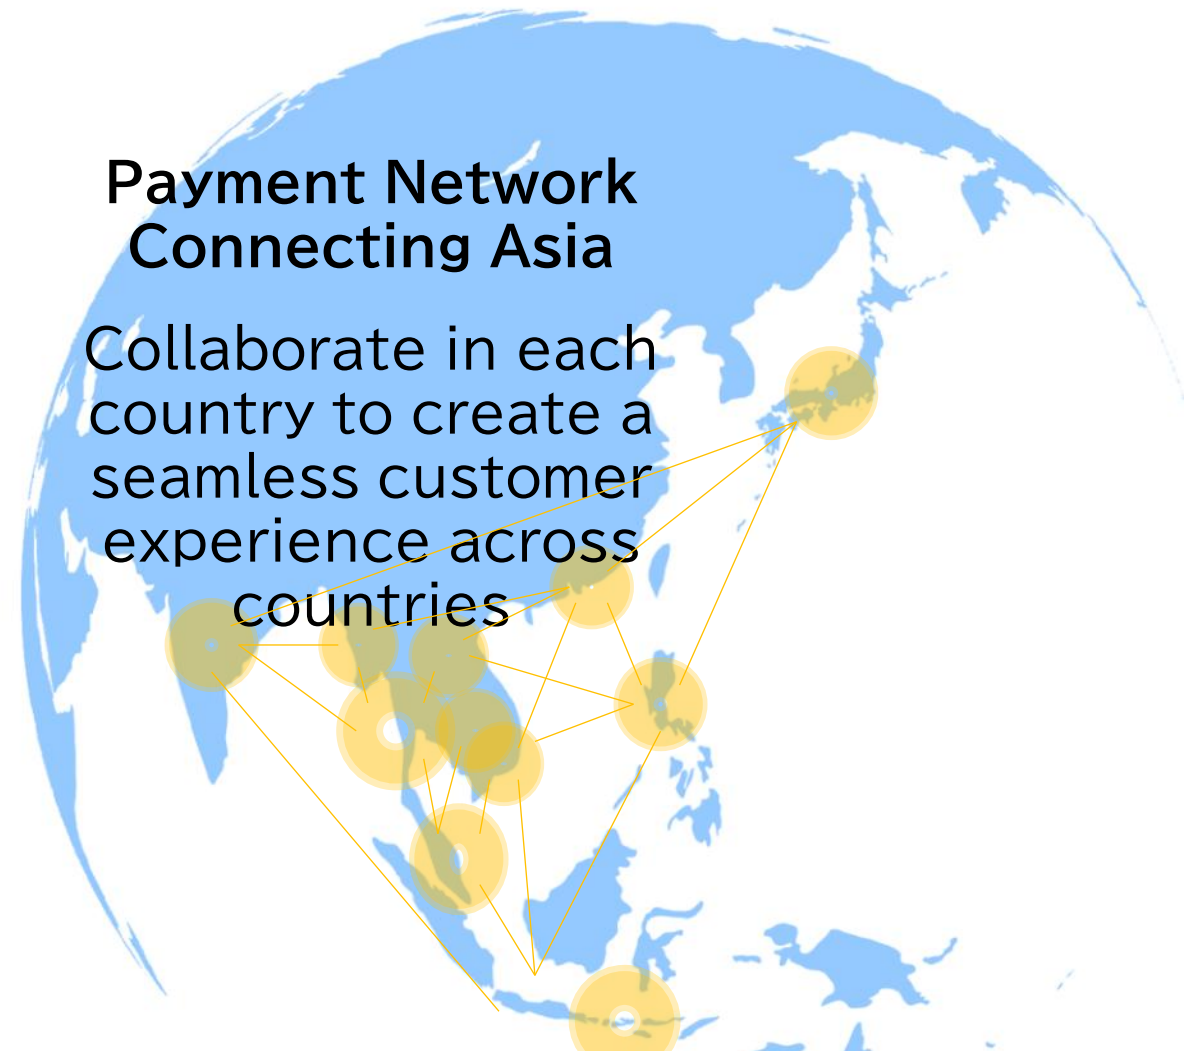 Payment Network
Connecting Asia
Collaborate in each
country to create a
seamless customer
experience across
countries